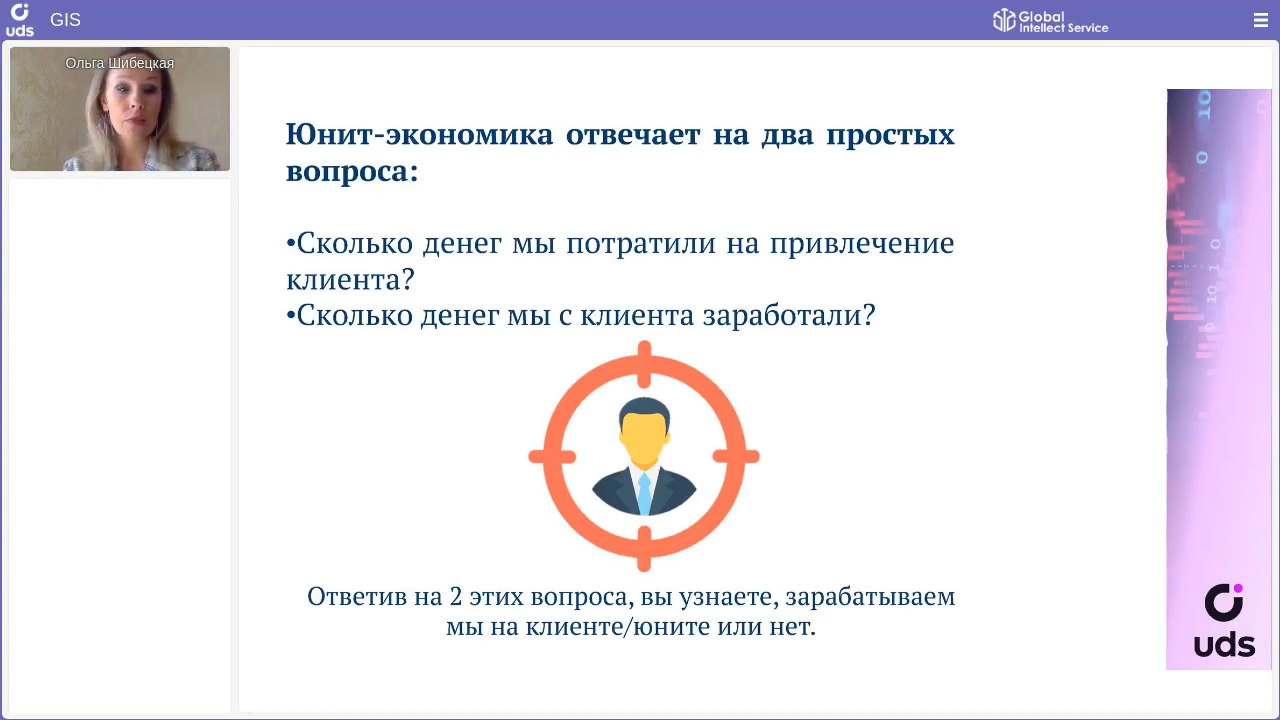 uds
GIS
Global
Intellect Service
Ольга Шибецкая
Юнит-экономика отвечает на два простых
вопроса:
•Сколько денег мы потратили на привлечение
клиента?
•Сколько денег мы с клиента заработали?
Ответив на 2 этих вопроса, вы узнаете, зарабатываем
мы на клиенте/юните или нет.
uds